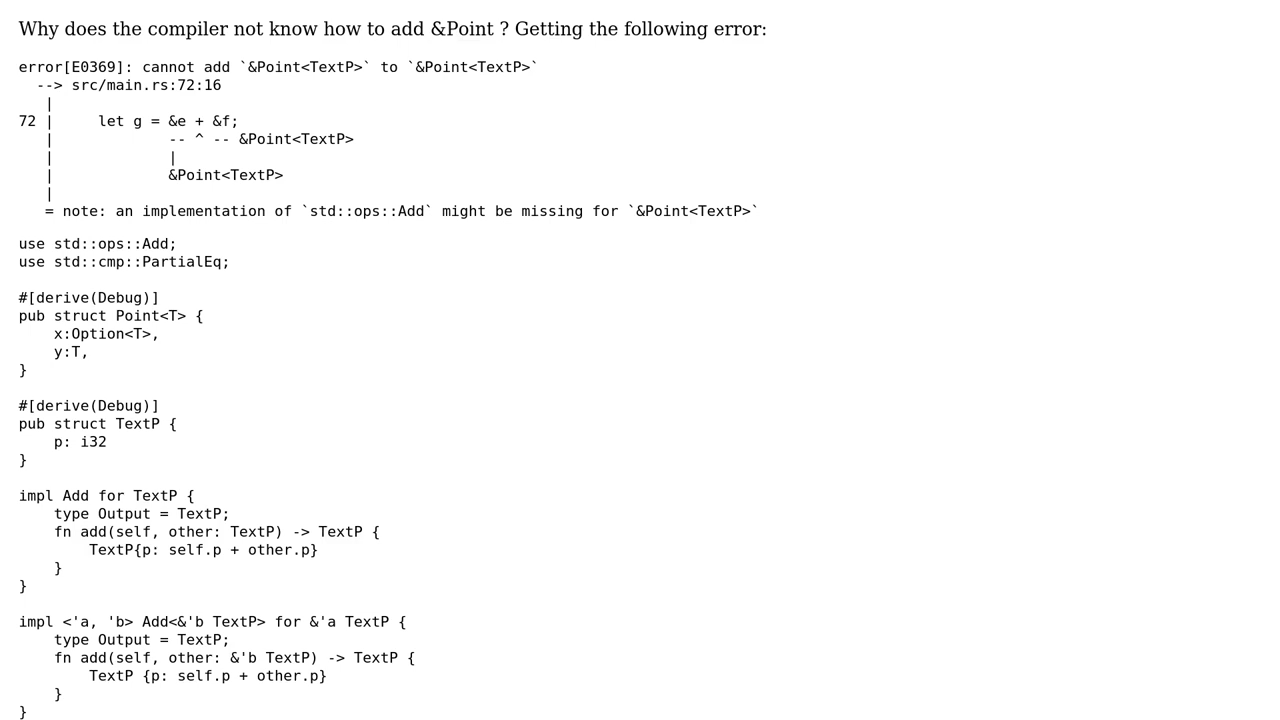 Why does the compiler not know how to add &Point ? Getting the following error:
error[E0369]: cannot add `&Point<TextP>` to `&Point<TextP>`
  --> src/main.rs:72:16
   |
72 |     let g = &e + &f;
   |             -- ^ -- &Point<TextP>
   |             |
   |             &Point<TextP>
   |
   = note: an implementation of `std::ops::Add` might be missing for `&Point<TextP>`
use std::ops::Add;
use std::cmp::PartialEq;
#[derive(Debug)]
pub struct Point<T> {
    x:Option<T>,
    y:T,
}
#[derive(Debug)]
pub struct TextP {
    p: i32
}
impl Add for TextP {
    type Output = TextP;
    fn add(self, other: TextP) -> TextP {
        TextP{p: self.p + other.p}
    }
}
impl <'a, 'b> Add<&'b TextP> for &'a TextP {
    type Output = TextP;
    fn add(self, other: &'b TextP) -> TextP {
        TextP {p: self.p + other.p}
    }
}